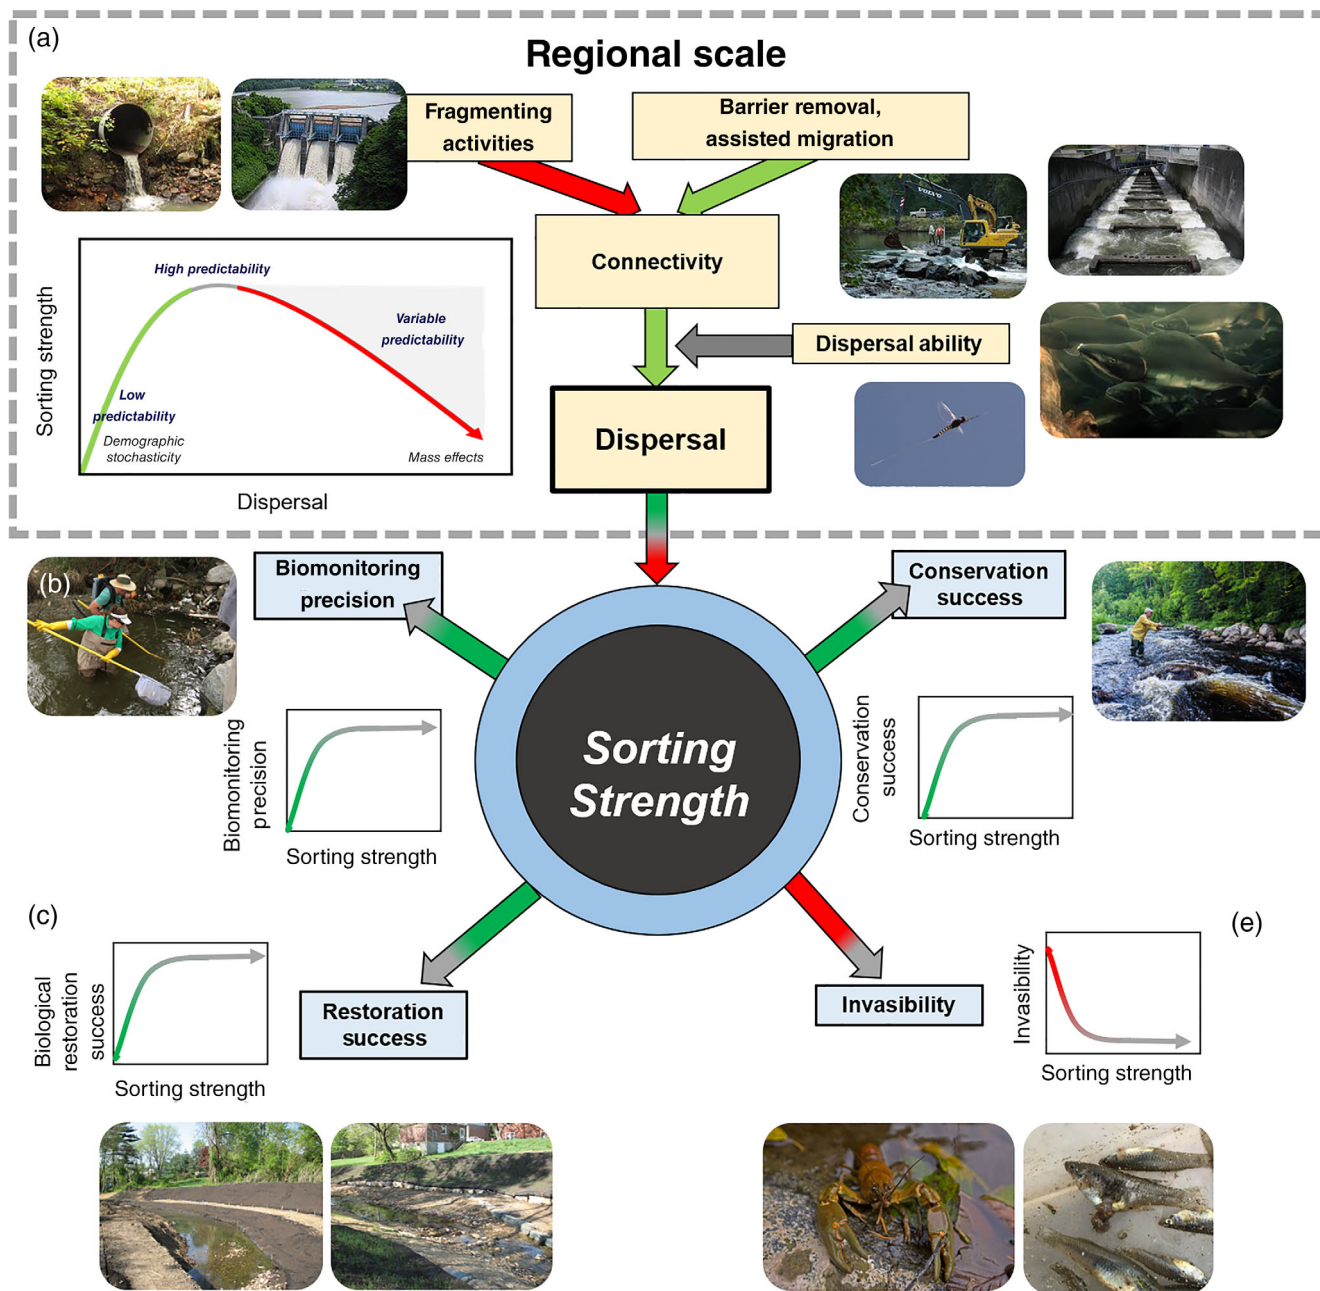 (a)
Regional scale
Fragmenting
activities
Barrier removal,
assisted migration
VOLVO
Connectivity
Dispersal ability
Dispersal
Sorting strength
High predictability
Variable
predictability
Low
predictability
Demographic
stochasticity
Mass effects
Dispersal
(b)
Biomonitoring
precision
Conservation
success
Biomonitoring
precision
Sorting strength
Sorting
Strength
Conservation
success
Sorting strength
(c)
Biological
restoration
success
Sorting strength
Restoration
success
Invasibility
(e)
Invasibility
Sorting strength